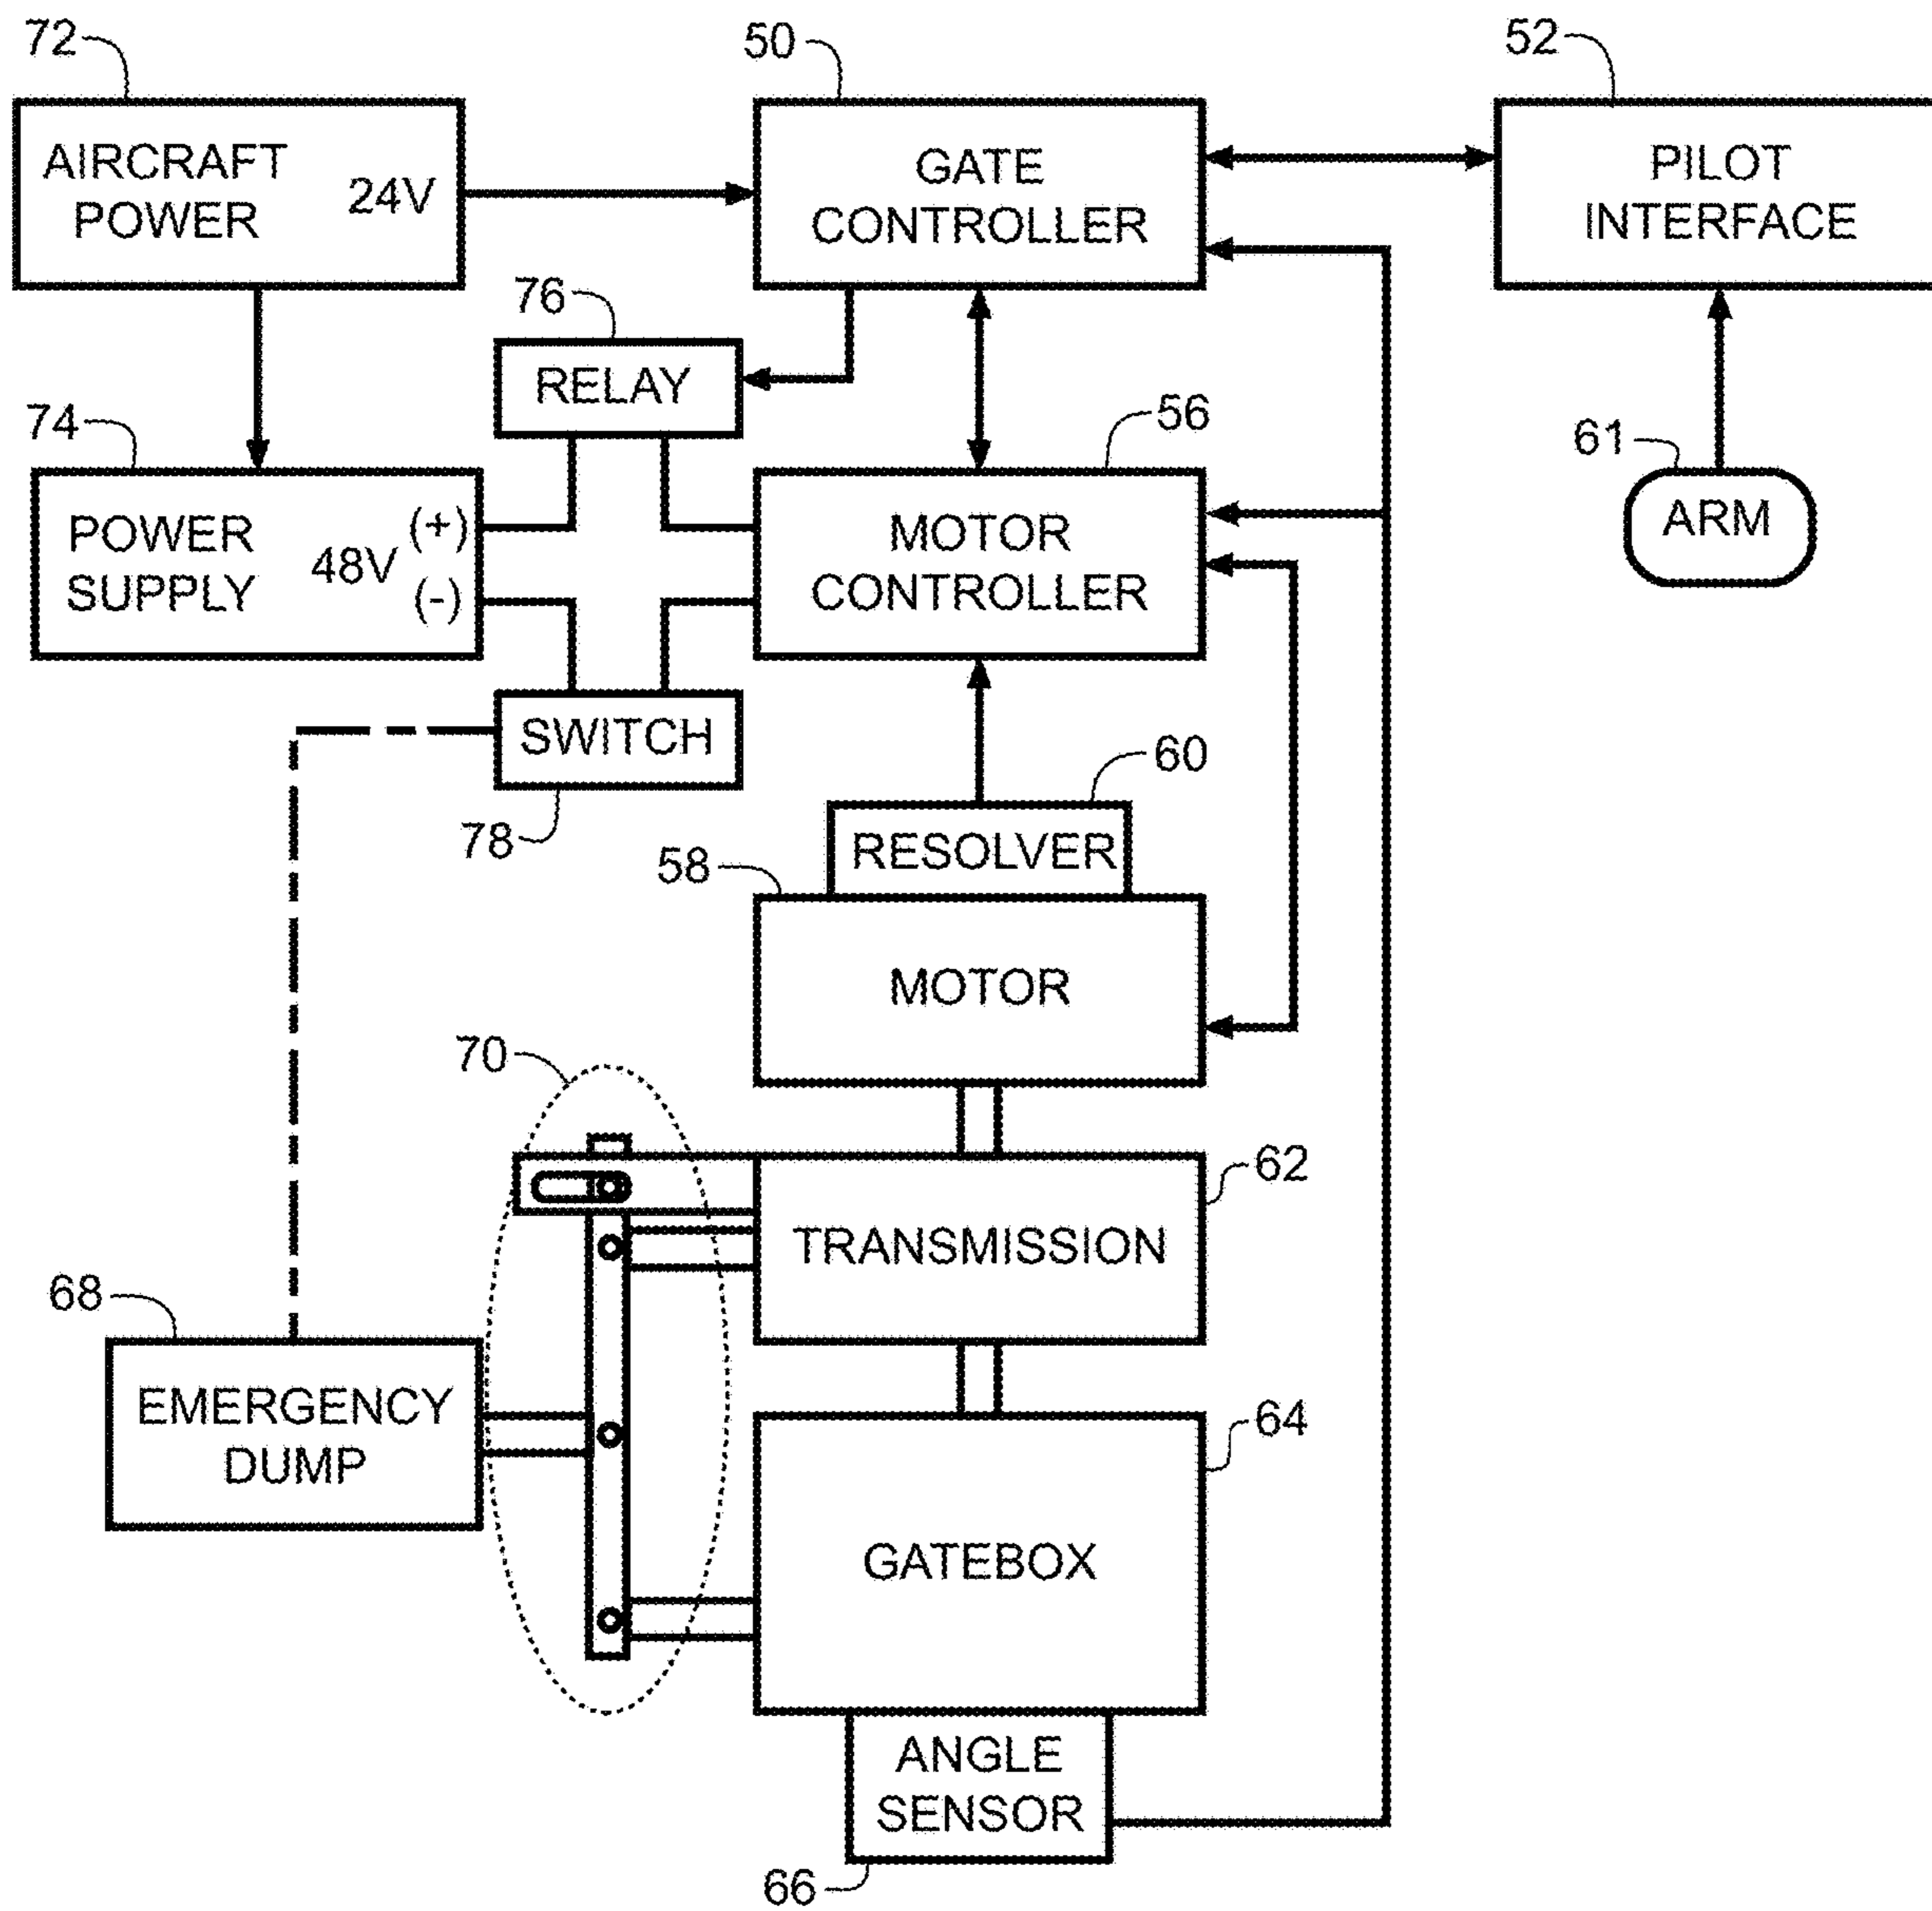 72
50
52
AIRCRAFT
POWER
24V
GATE
CONTROLLER
PILOT
INTERFACE
76
RELAY
74
56
61
ARM
POWER
SUPPLY
48V
(+)
(-)
MOTOR
CONTROLLER
SWITCH
78
60
RESOLVER
58
MOTOR
70
62
TRANSMISSION
68
EMERGENCY
DUMP
64
GATEBOX
ANGLE
SENSOR
66